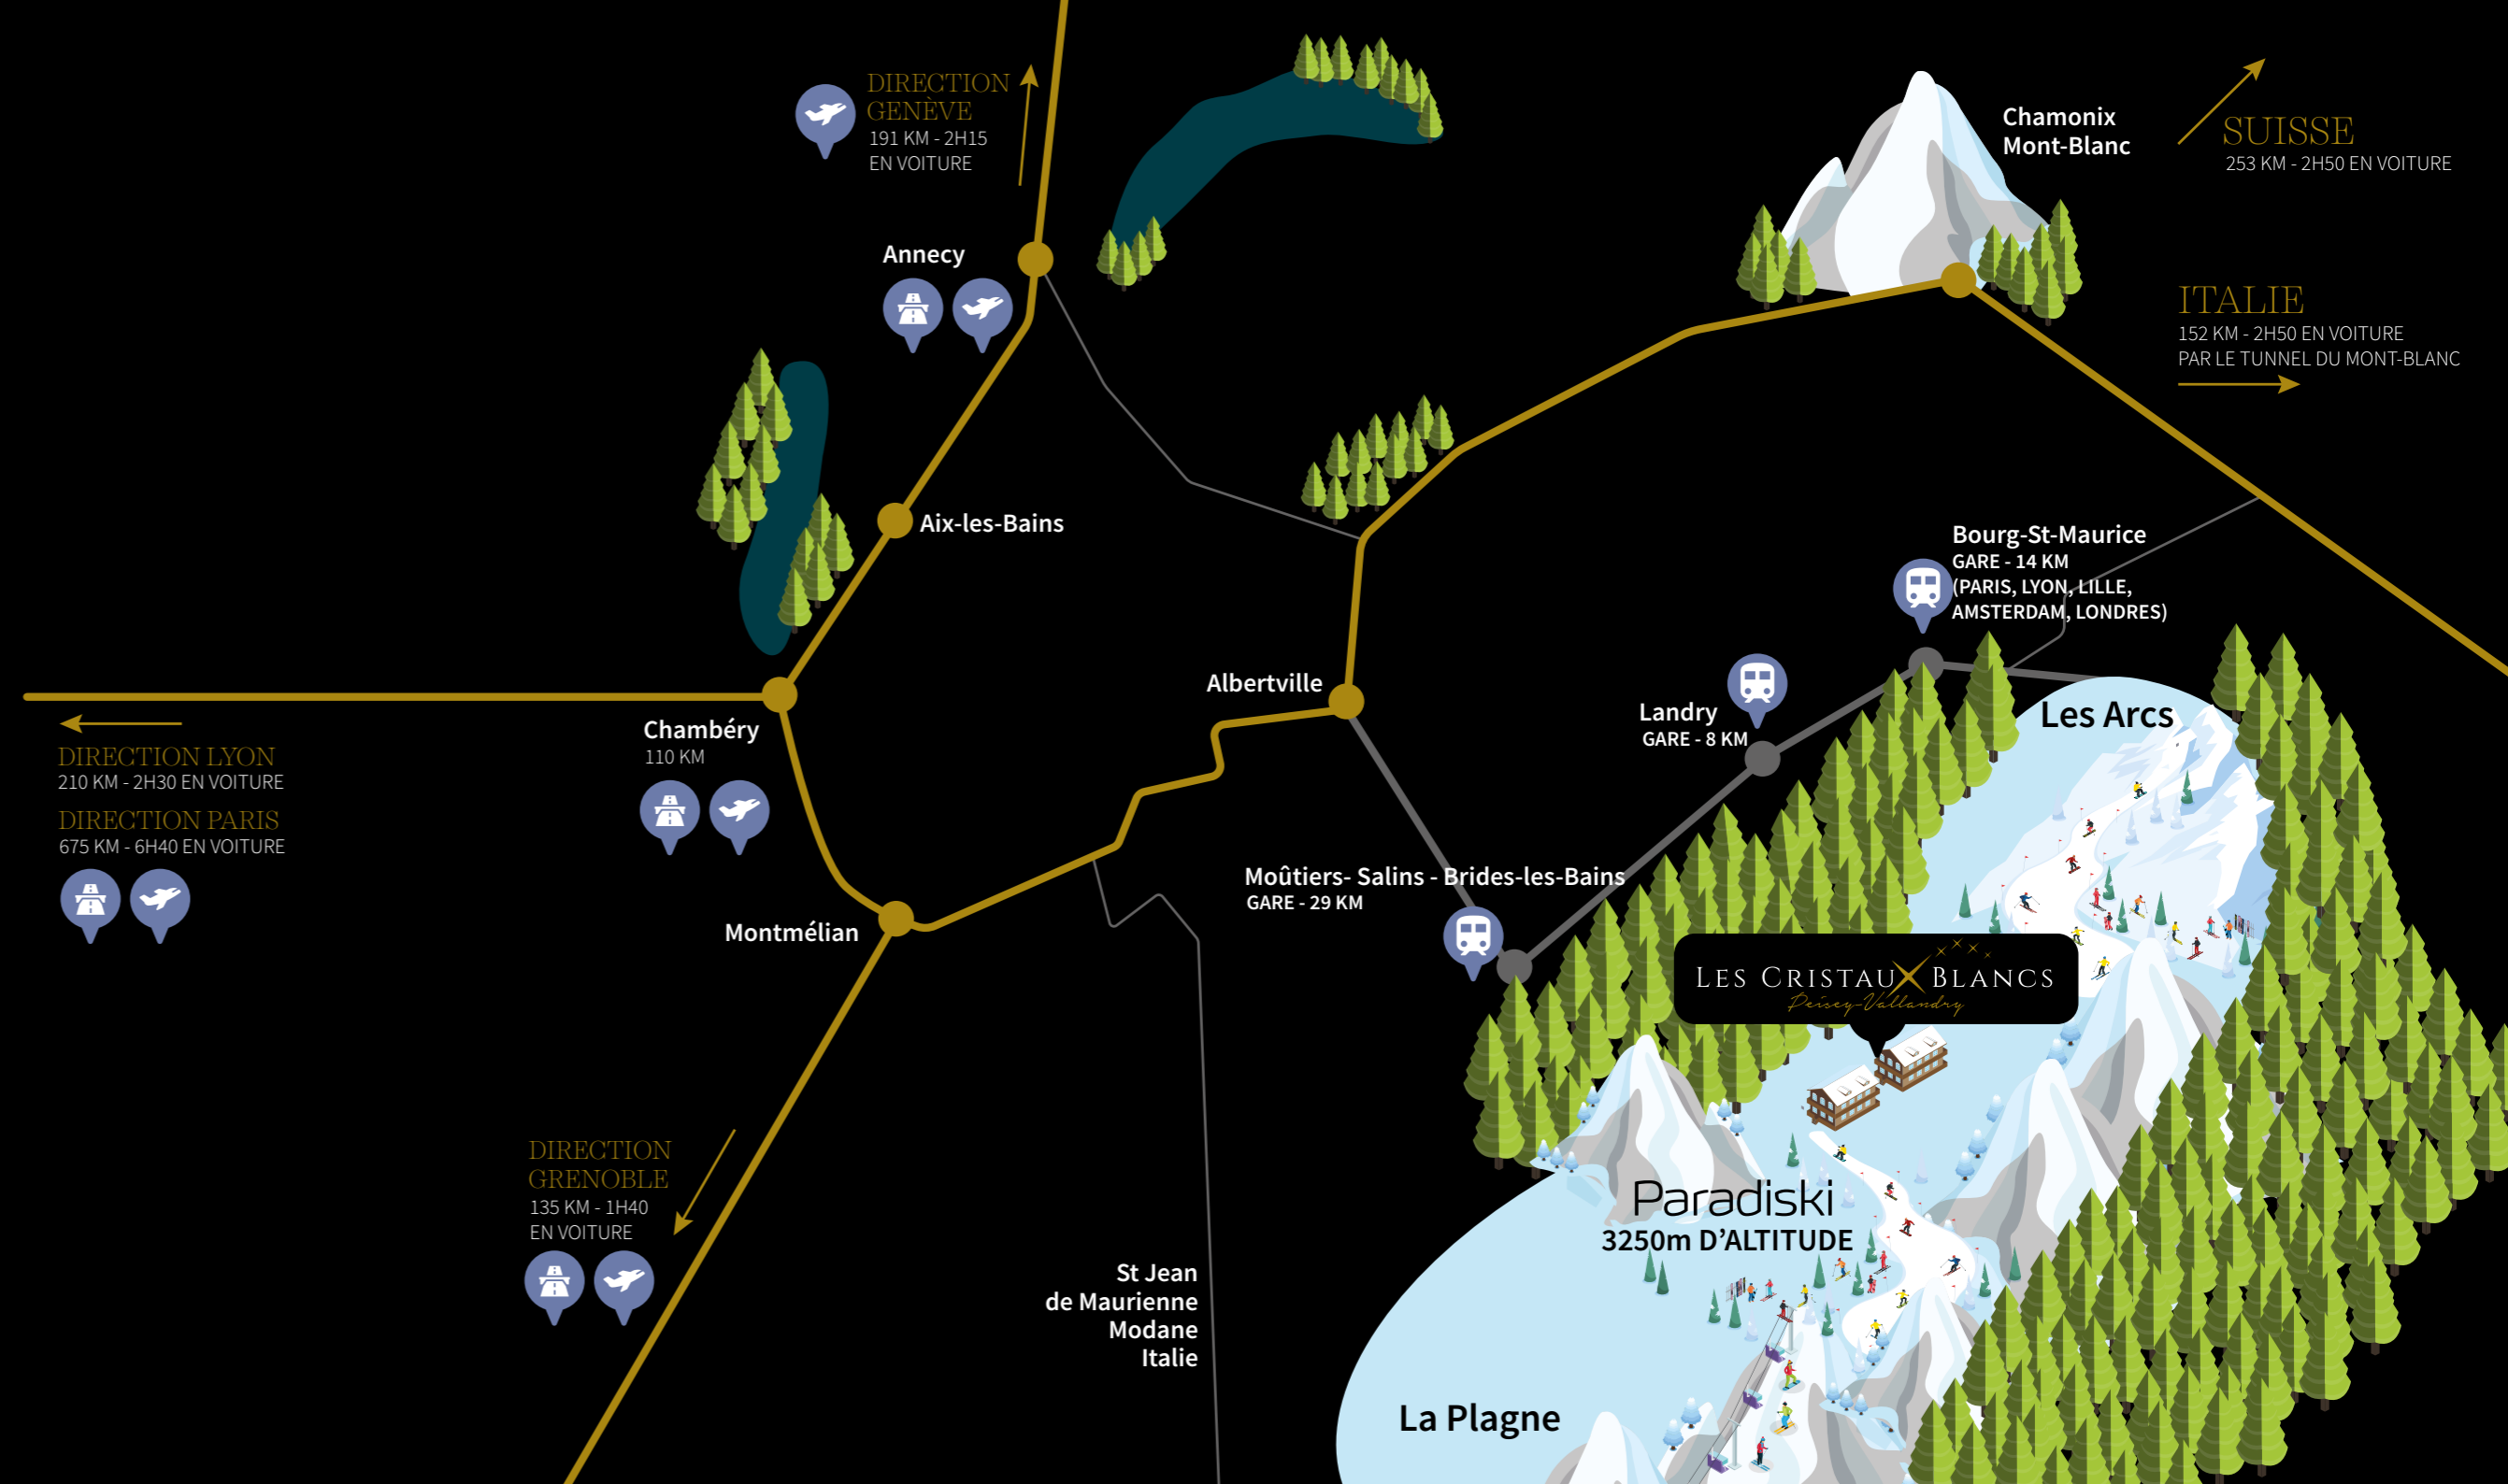 DIRECTION
GENÈVE
191 KM - 2H15
EN VOITURE
Chamonix
Mont-Blanc
SUISSE
253 KM - 2H50 EN VOITURE
Annecy
ITALIE
152 KM - 2H50 EN VOITURE
PAR LE TUNNEL DU MONT-BLANC
Aix-les-Bains
Bourg-St-Maurice
GARE - 14 KM
(PARIS, LYON, LILLE,
AMSTERDAM, LONDRES)
Albertville
Landry
GARE - 8 KM
Les Arcs
Chambéry
110 KM
DIRECTION LYON
210 KM - 2H30 EN VOITURE
DIRECTION PARIS
675 KM - 6H40 EN VOITURE
Moûtiers- Salins - Brides-les-Bains
GARE - 29 KM
Montmélian
LES CRISTAUX BLANCS
Peisey-Vallandry
DIRECTION
GRENOBLE
135 KM - 1H40
EN VOITURE
Paradiski
3250m D’ALTITUDE
St Jean
de Maurienne
Modane
Italie
La Plagne